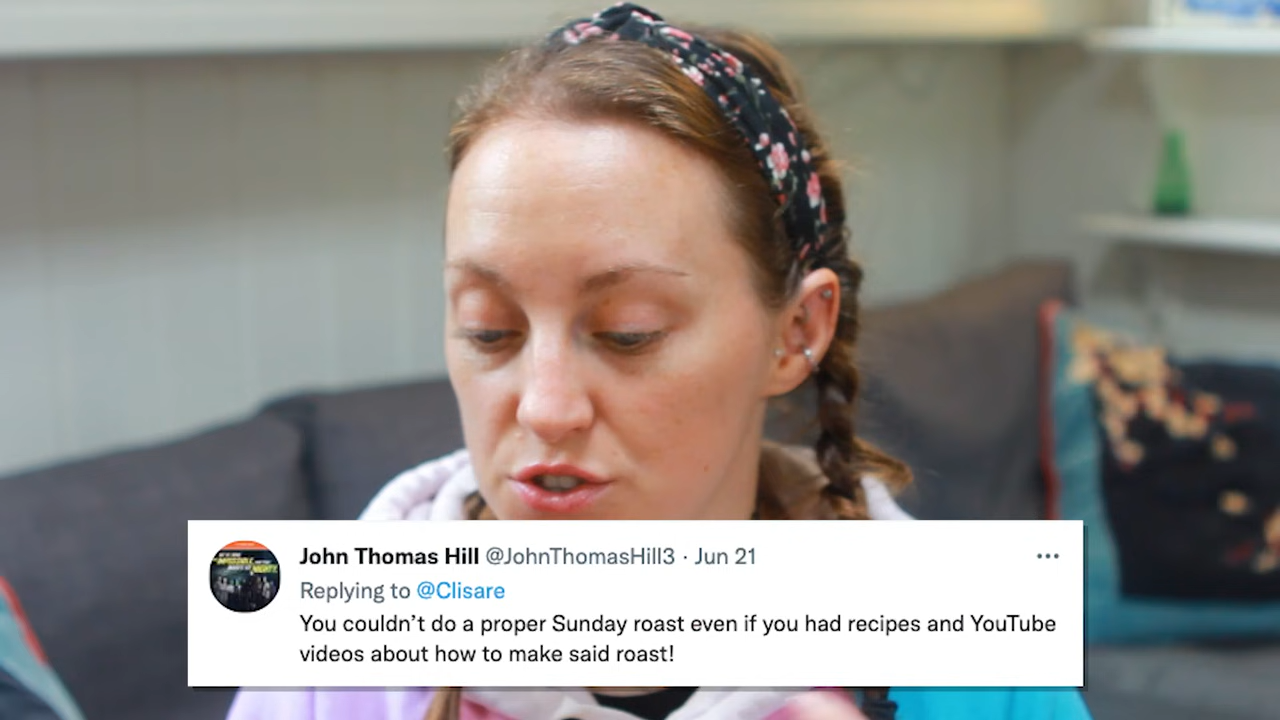 John Thomas Hill @JohnThomasHill3 · Jun 21
Replying to @Clisare
You couldn’t do a proper Sunday roast even if you had recipes and YouTube
videos about how to make said roast!